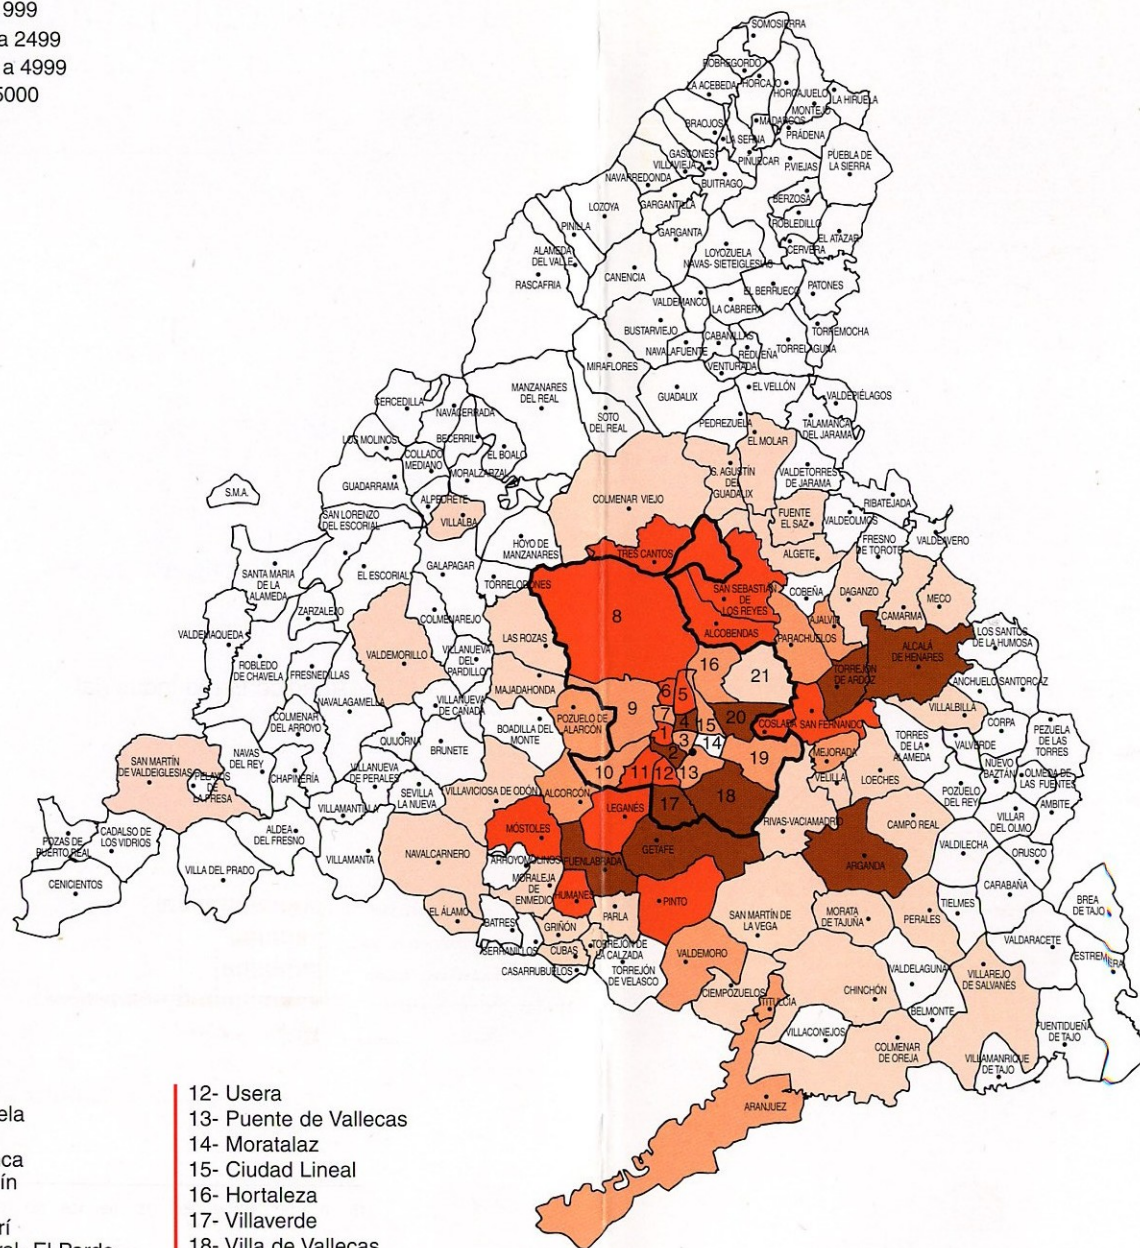 999
a 2499
a 4999
5000
SOMOSIERRA
ROBREGORDO
LA ACEBEDA
HORCAJO
HORCAJUELO
LA HIRUELA
MONTEJO
MADARCOS
BRAOJOS
LA SERNA
PRÁDENA
GASCONES
PIÑUECAR
P.VIEJAS
PUEBLA DE
LA SIERRA
VILLAVIEJA
NAVARREDONDA
BUITRAGO
LOZOYA
GARGANTILLA
BERZOSA
PINILLA
ROBLEDILLO
GARGANTA
EL ATAZAR
ALAMEDA
DEL VALLE
LOYOZUELA
NAVAS- SIETEIGLESIAS
CERVERA
RASCAFRIA
CANENCIA
EL BERRUECO
PATONES
VALDEMANCO
LA CABRERA
BUSTARVIEJO
CABANILLAS
TORREMOCHA
NAVALAFUENTE
REDUEÑA
TORRELAGUNA
MIRAFLORES
VENTURADA
MANZANARES
DEL REAL
GUADALIX
EL VELLÓN
VALDEPIÉLAGOS
CERCEDILLA
NAVACERRADA
SOTO
DEL REAL
PEDREZUELA
TALAMANCA
DEL JARAMA
LOS MOLINOS
BECERRIL
EL MOLAR
COLLADO
MEDIANO
EL BOALO
GUADARRAMA
MORALZARZAL
S. AGUSTÍN
DEL
GUADALIX
VALDETORRES
DE JARAMA
S.M.A.
ALPEDRETE
COLMENAR VIEJO
RIBATEJADA
SAN LORENZO
DEL ESCORIAL
VILLALBA
FUENTE
EL SAZ
VALDEOLMOS
HOYO DE
MANZANARES
TRES CANTOS
FRESNO
DE TOROTE
VALDEAVERO
EL ESCORIAL
GALAPAGAR
ALGETE
SANTA MARIA
DE LA
ALAMEDA
TORRELODONES
SAN SEBASTIAN
DE
LOS REYES
COBEÑA
DAGANZO
MECO
ZARZALEJO
COLMENAREJO
8
CAMARMA
AJALVIR
VALDEMAQUEDA
LAS ROZAS
ALCOBENDAS
PARACUELOS
LOS SANTOS
DE LA HUMOSA
VALDEMORILLO
VILLANUEVA
DEL
PARDILLO
ALCALÁ
DE HENARES
ROBLEDO
DE CHAVELA
FRESNEDILLAS
16
21
TORREJÓN
DE ARDOZ
ANCHUELO
SANTORCAZ
MAJADAHONDA
6
5
NAVALAGAMELLA
VILLANUEVA
DE CAÑADA
9
7
4
15
20
VILLALBILLA
COLMENAR
DEL ARROYO
POZUELO DE
ALARCÓN
COSLADA
SAN FERNANDO
BOADILLA DEL
MONTE
1
3
14
CORPA
PEZUELA
DE LAS
TORRES
QUIJORNA
BRUNETE
2
TORRES
DE LA
ALAMEDA
VALVERDE
NAVAS
DEL REY
19
MEJORADA
SAN MARTÍN
DE VALDEIGLESIAS
PELAYOS
DE
LA PRESA
CHAPINERÍA
VILLANUEVA
DE PERALES
10
11
12
13
VELILLA
LOECHES
NUEVO
BAZTÁN
OLMEDA DE
LAS FUENTES
SEVILLA
LA NUEVA
VILLAVICIOSA DE ODÓN
ALCORCÓN
18
POZUELO
DEL REY
VILLAMANTILLA
LEGANÉS
17
AMBITE
RIVAS-VACIAMADRID
CAMPO REAL
VILLAR
DEL OLMO
MÓSTOLES
ROZAS DE
PUERTO REAL
CADALSO DE
LOS VIDRIOS
ALDEA
DEL FRESNO
GETAFE
VALDILECHA
VILLAMANTA
NAVALCARNERO
ARROYOMOLINOS
FUENLABRADA
ARGANDA
ORUSCO
VILLA DEL PRADO
MORALEJA
DE
ENMEDIO
CENICIENTOS
HUMANES
PINTO
CARABAÑA
EL ÁLAMO
PARLA
SAN MARTÍN DE
LA VEGA
MORATA
DE TAJUÑA
TIELMES
BREA
DE TAJO
BATRES
GRIÑÓN
PERALES
SERRANILLOS
CUBAS
TORREJÓN DE
LA CALZADA
VALDEMORO
VALDARACETE
ESTREMERA
CASARRUBUELOS
TORREJÓN
DE VELASCO
VALDELAGUNA
VILLAREJO
DE SALVANÉS
CIEMPOZUELOS
CHINCHÓN
TITULCIA
BELMONTE
VILLACONEJOS
FUENTIDUEÑA
DE TAJO
COLMENAR
DE OREJA
VILLAMANRIQUE
DE TAJO
ARANJUEZ
ela
ca
ín
rí
12- Usera
13- Puente de Vallecas
14- Moratalaz
15- Ciudad Lineal
16- Hortaleza
17- Villaverde
18- Villa de Vallecas